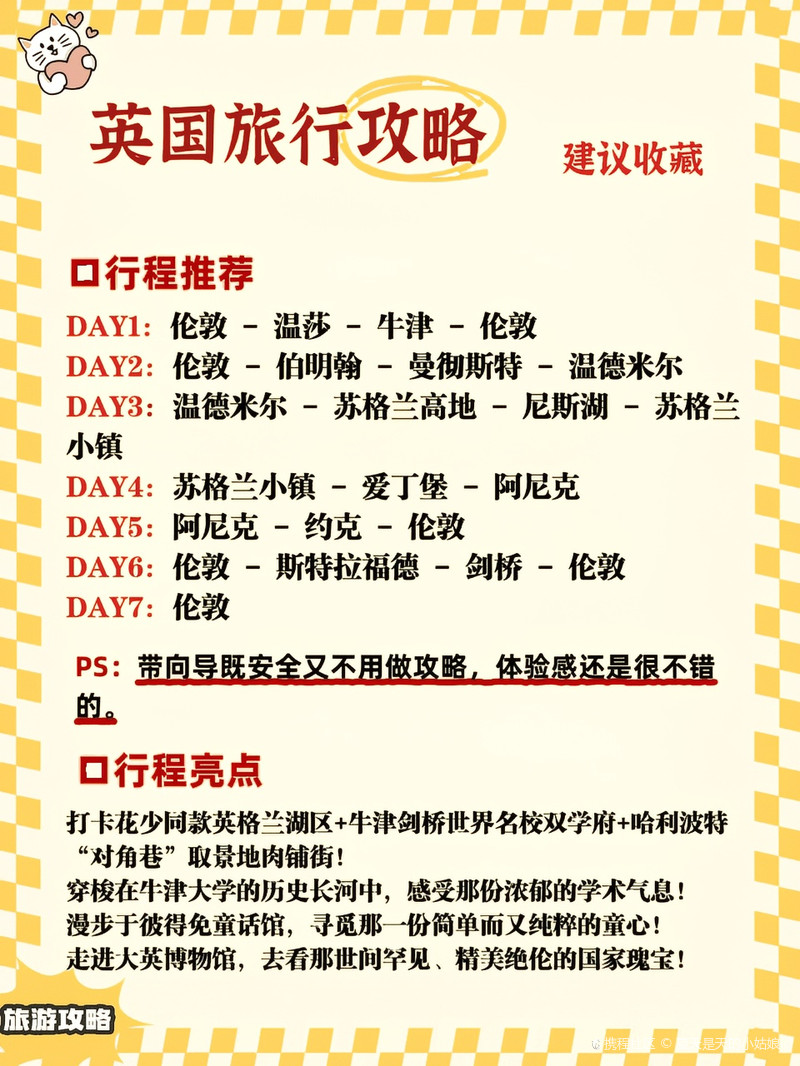 英国旅行攻略
建议收藏
行程推荐
DAY1：伦敦 - 温莎 - 牛津 - 伦敦
DAY2：伦敦 - 伯明翰 - 曼彻斯特 - 温德米尔
DAY3：温德米尔 - 苏格兰高地 - 尼斯湖 - 苏格兰
小镇
DAY4：苏格兰小镇 - 爱丁堡 - 阿尼克
DAY5：阿尼克 - 约克 - 伦敦
DAY6：伦敦 - 斯特拉福德 - 剑桥 - 伦敦
DAY7：伦敦
PS：带向导既安全又不用做攻略，体验感还是很不错
的。
行程亮点
打卡花少同款英格兰湖区+牛津剑桥世界名校双学府+哈利波特
“对角巷”取景地肉铺街！
穿梭在牛津大学的历史长河中，感受那份浓郁的学术气息！
漫步于彼得兔童话馆，寻觅那一份简单而又纯粹的童心！
走进大英博物馆，去看那世间罕见、精美绝伦的国家瑰宝！
旅游攻略